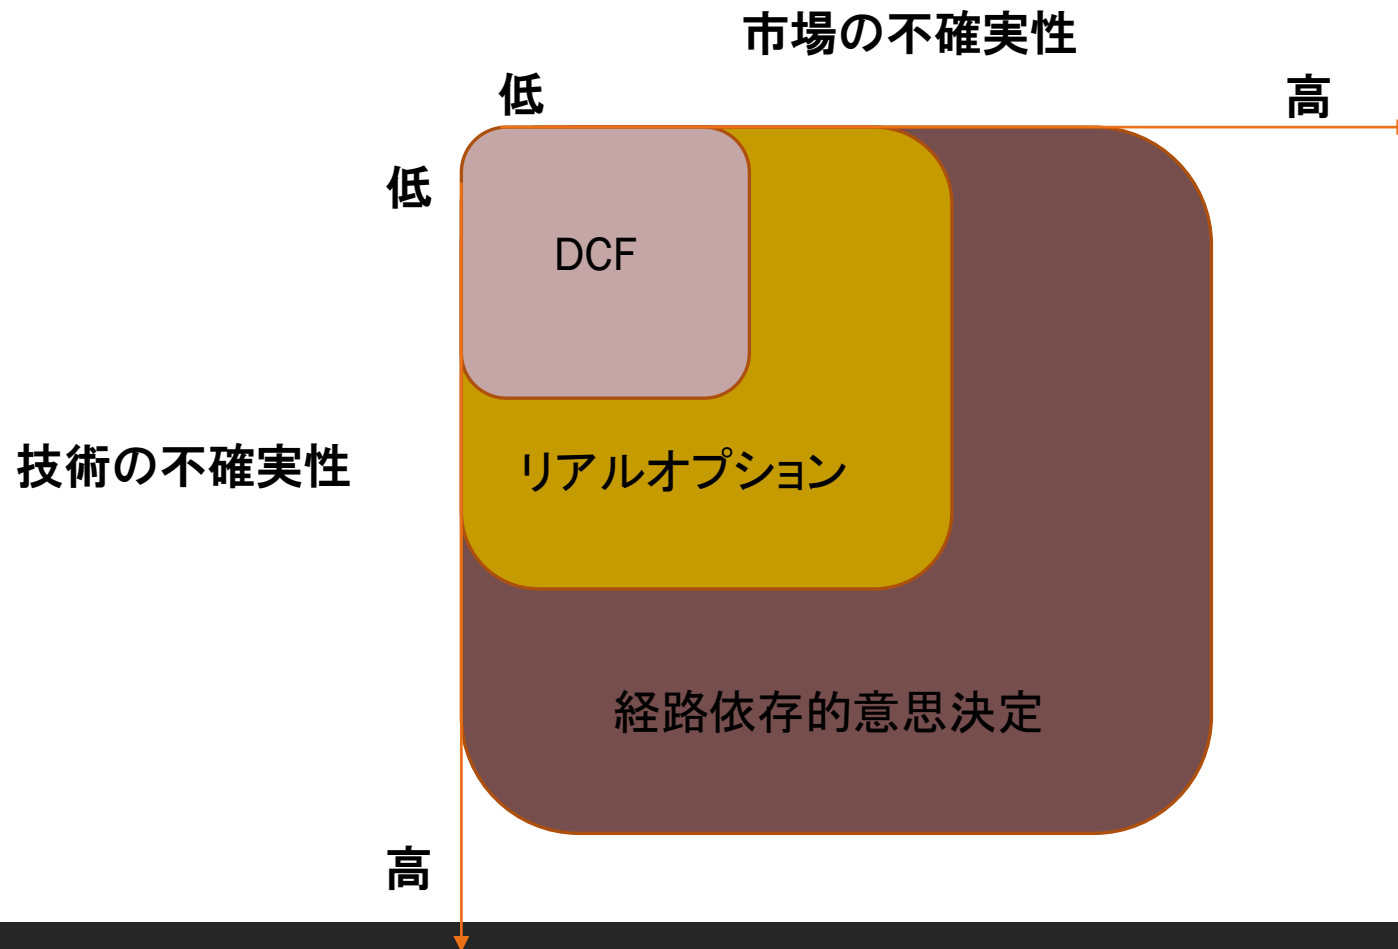 市場の不確実性
低
高
低
DCF
技術の不確実性
リアルオプション
経路依存的意思決定
高